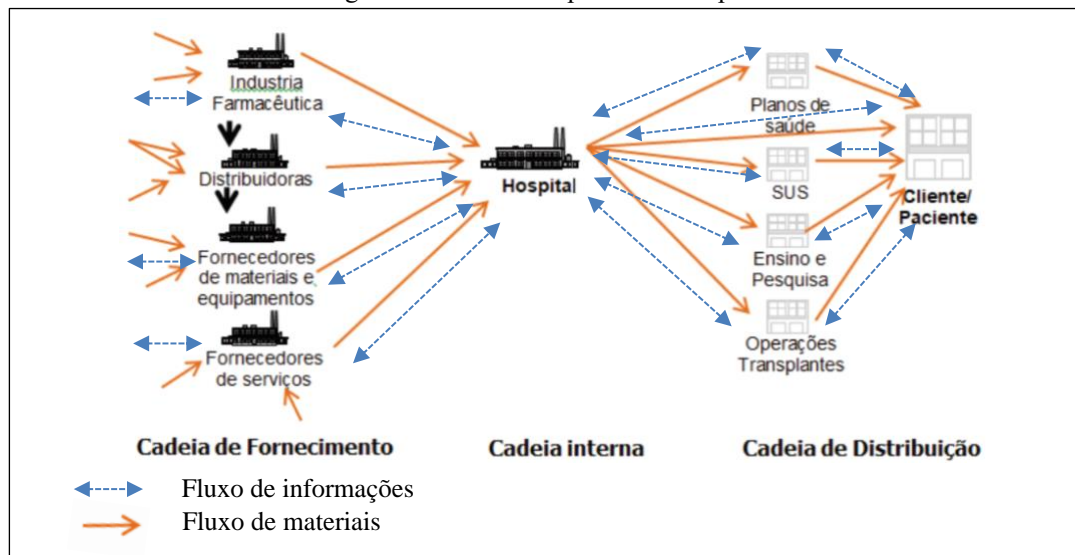 Industria
Farmacêutica
Distribuidoras
Fornecedores
de materiais e
equipamentos
Fornecedores
de serviços
Hospital
Planos de
saúde
SUS
Ensino e
Pesquisa
Operações
Transplantes
Cliente/
Paciente
Cadeia de Fornecimento
Cadeia interna
Cadeia de Distribuição
Fluxo de informações
Fluxo de materiais